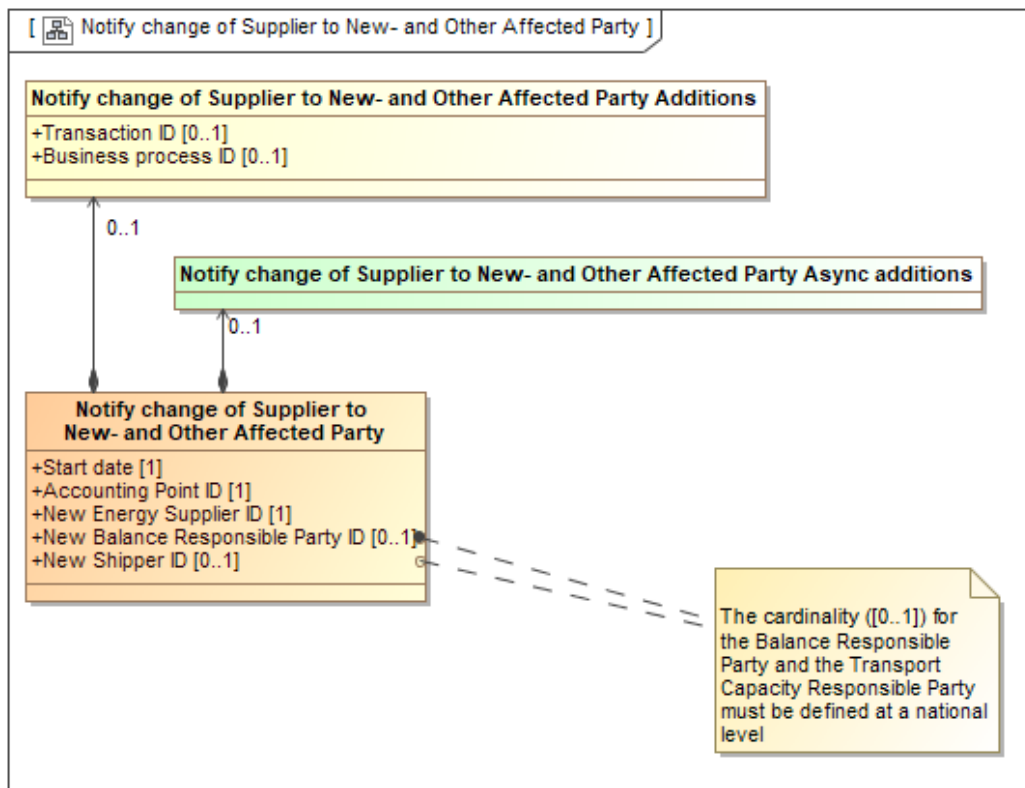 [ Notify change of Supplier to New- and Other Affected Party ]
Notify change of Supplier to New- and Other Affected Party Additions
+Transaction ID [0..1]
+Business process ID [0..1]
0..1
Notify change of Supplier to New- and Other Affected Party Async additions
0..1
Notify change of Supplier to
New- and Other Affected Party
+Start date [1]
+Accounting Point ID [1]
+New Energy Supplier ID [1]
+New Balance Responsible Party ID [0..1]
+New Shipper ID [0..1]
The cardinality ([0..1]) for
the Balance Responsible
Party and the Transport
Capacity Responsible Party
must be defined at a national
level